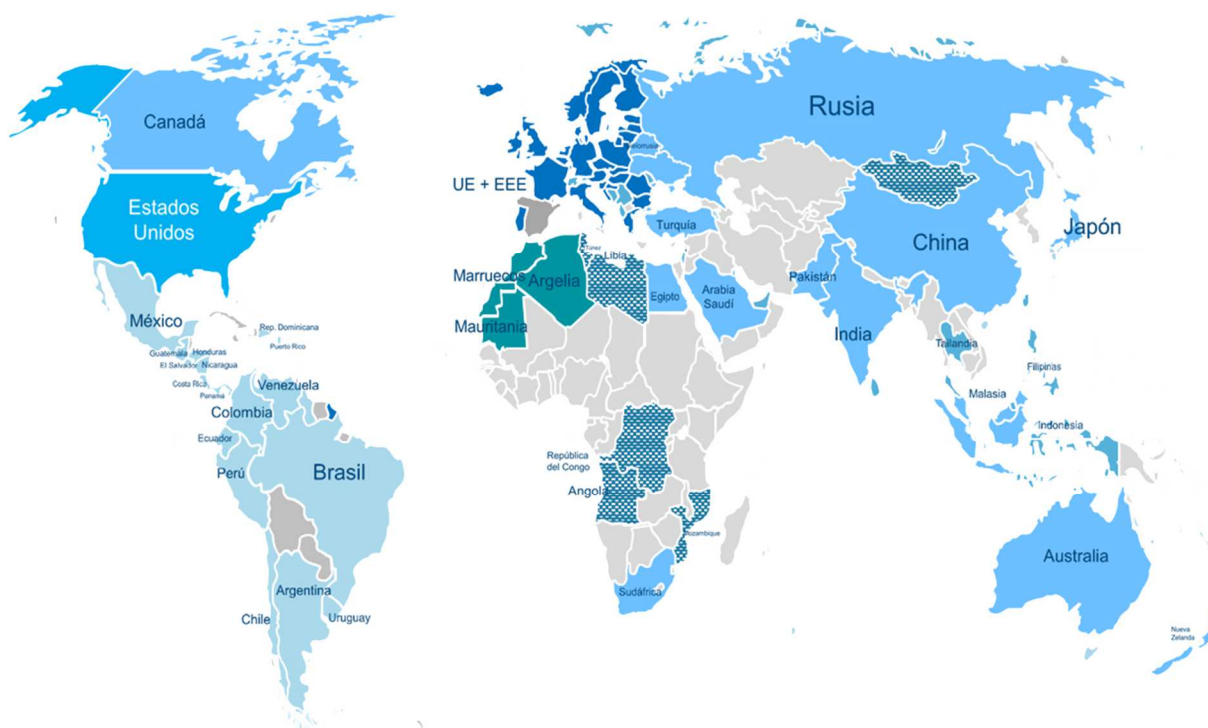 Canadá
Estados
Unidos
México
Rep. Dominicana
Puerto Rico
Guatemala
Honduras
El Salvador
Nicaragua
Costa Rica
Panamá
Venezuela
Colombia
Ecuador
Perú
Brasil
Argentina
Chile
Uruguay
UE + EEE
Rusia
Bielorrusia
Turquía
Túnez
Libia
Marruecos
Argelia
Mauritania
Egipto
Arabia
Saudí
Pakistán
India
China
Japón
Tailandia
Filipinas
Malasia
Indonesia
República
del Congo
Angola
Mozambique
Sudáfrica
Australia
Nueva
Zelanda